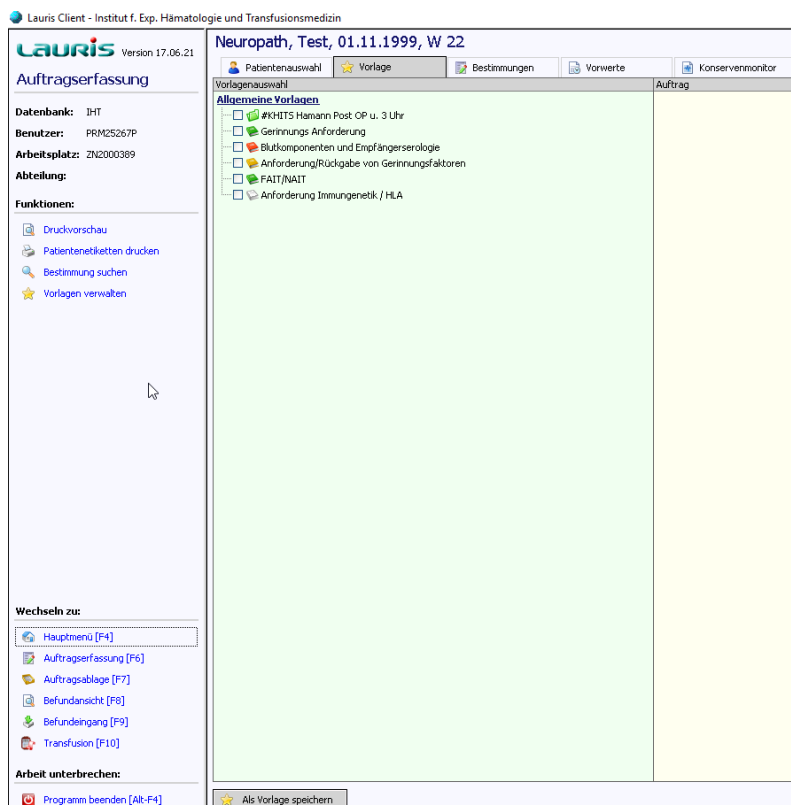 Lauris Client - Institut f. Exp. Hämatologie und Transfusionsmedizin
Lauris Version 17.06.21
Auftragserfassung
Datenbank: IHT
Benutzer: PRM25267P
Arbeitsplatz: ZN2000389
Abteilung:
Funktionen:
Druckvorschau
Patientenetiketten drucken
Bestimmung suchen
Vorlagen verwalten
Wechseln zu:
Hauptmenü [F4]
Auftragserfassung [F6]
Auftragsablage [F7]
Befundansicht [F8]
Befundeingang [F9]
Transfusion [F10]
Arbeit unterbrechen:
Programm beenden [Alt-F4]
Neuropath, Test, 01.11.1999, W 22
Patientenauswahl Vorlage Bestimmungen Vorwerte Konservenmonitor
Vorlagenauswahl Auftrag
Allgemeine Vorlagen
#KHITS Hamann Post OP u. 3 Uhr
Gerinnungs Anforderung
Blutkomponenten und Empfängerserologie
Anforderung/Rückgabe von Gerinnungsfaktoren
FAIT/NAIT
Anforderung Immungenetik / HLA
Als Vorlage speichern